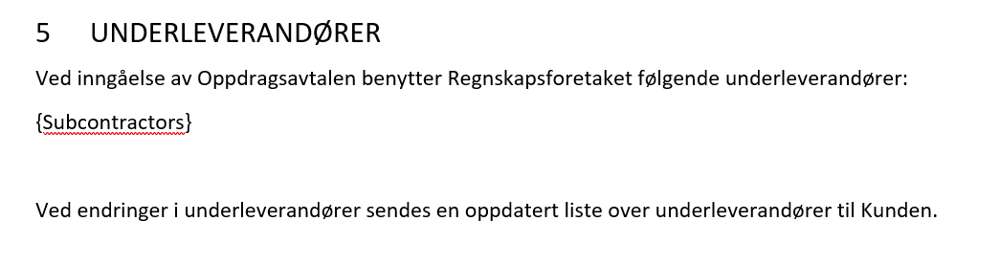 5 UNDERLEVERANDØRER
Ved inngåelse av Oppdragsavtalen benytter Regnskapsforetaket følgende underleverandører:
{Subcontractors}
Ved endringer i underleverandører sendes en oppdatert liste over underleverandører til Kunden.